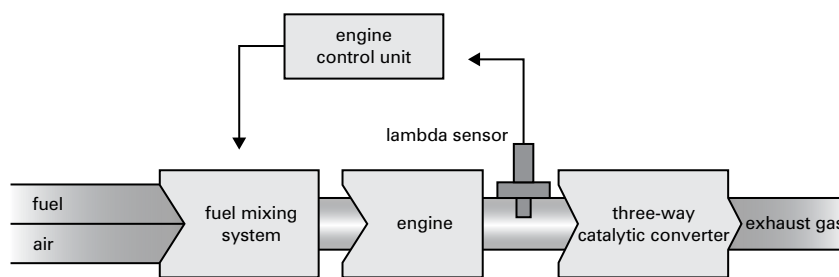 engine
control unit
lambda sensor
fuel
air
fuel mixing
system
engine
three-way
catalytic converter
exhaust gas